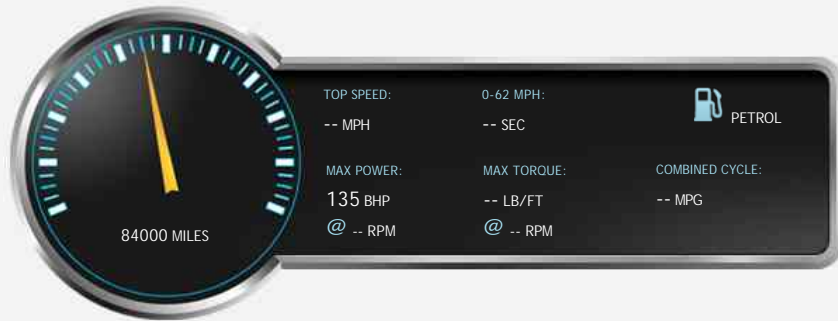 TOP SPEED:
-- MPH
0-62 MPH:
-- SEC
PETROL
MAX POWER:
135 BHP
@ -- RPM
MAX TORQUE:
-- LB/FT
@ -- RPM
COMBINED CYCLE:
-- MPG
84000 MILES